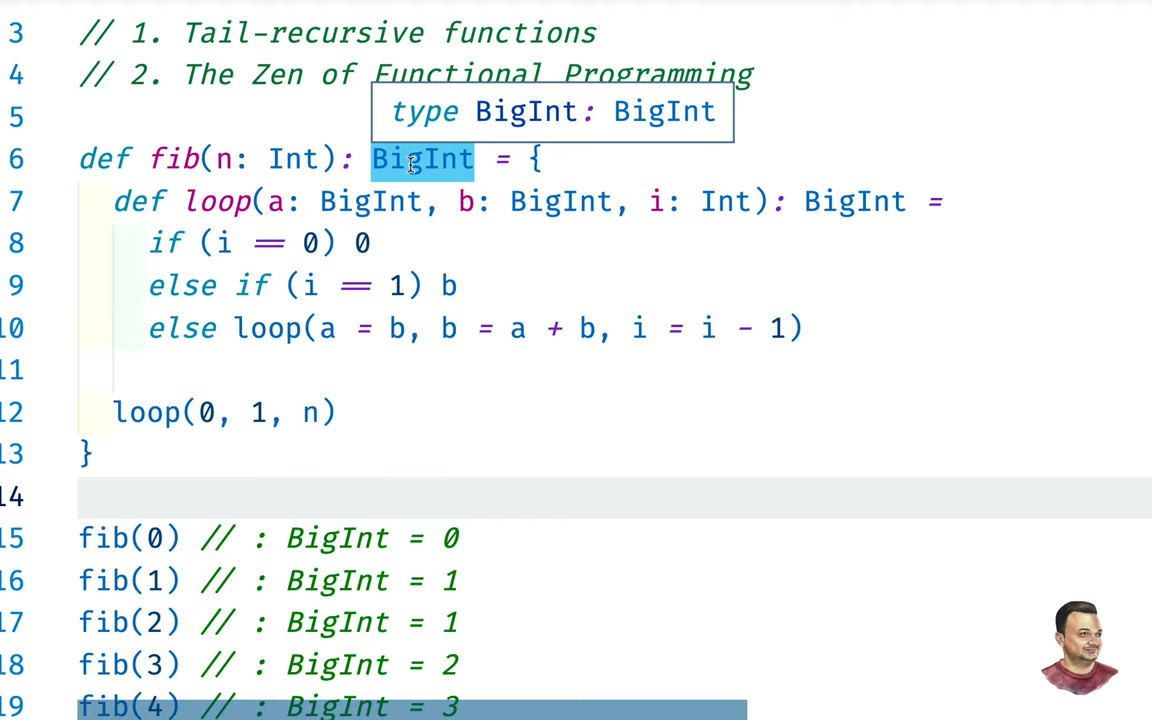 3 // 1. Tail-recursive functions
4 // 2. The Zen of Functional Programming
5 type BigInt: BigInt
6 def fib(n: Int): BigInt = {
7 def loop(a: BigInt, b: BigInt, i: Int): BigInt =
8 if (i == 0) 0
9 else if (i == 1) b
10 else loop(a = b, b = a + b, i = i - 1)
11
12 loop(0, 1, n)
13 }
14
15 fib(0) // : BigInt = 0
16 fib(1) // : BigInt = 1
17 fib(2) // : BigInt = 1
18 fib(3) // : BigInt = 2
19 fib(4) // : BigInt = 3